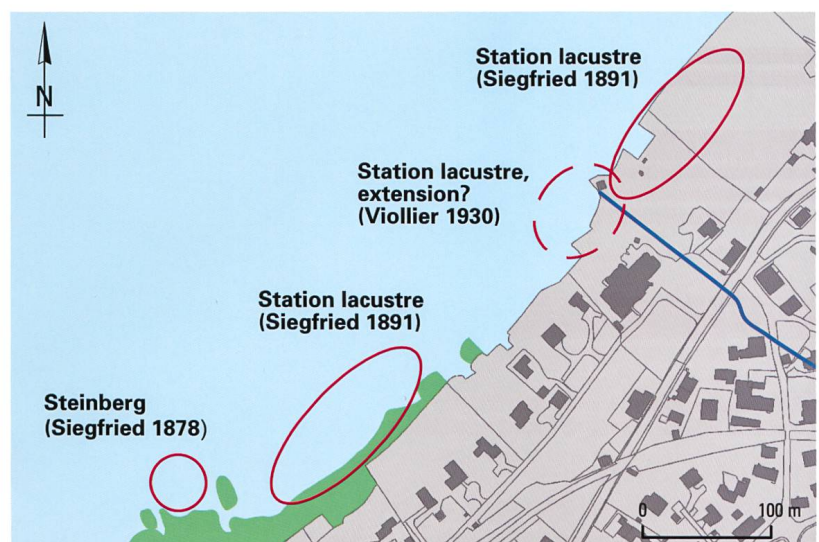 N
Station lacustre
(Siegfried 1891)
Station lacustre,
extension?
(Viollier 1930)
Station lacustre
(Siegfried 1891)
Steinberg
(Siegfried 1878)
0 100 m